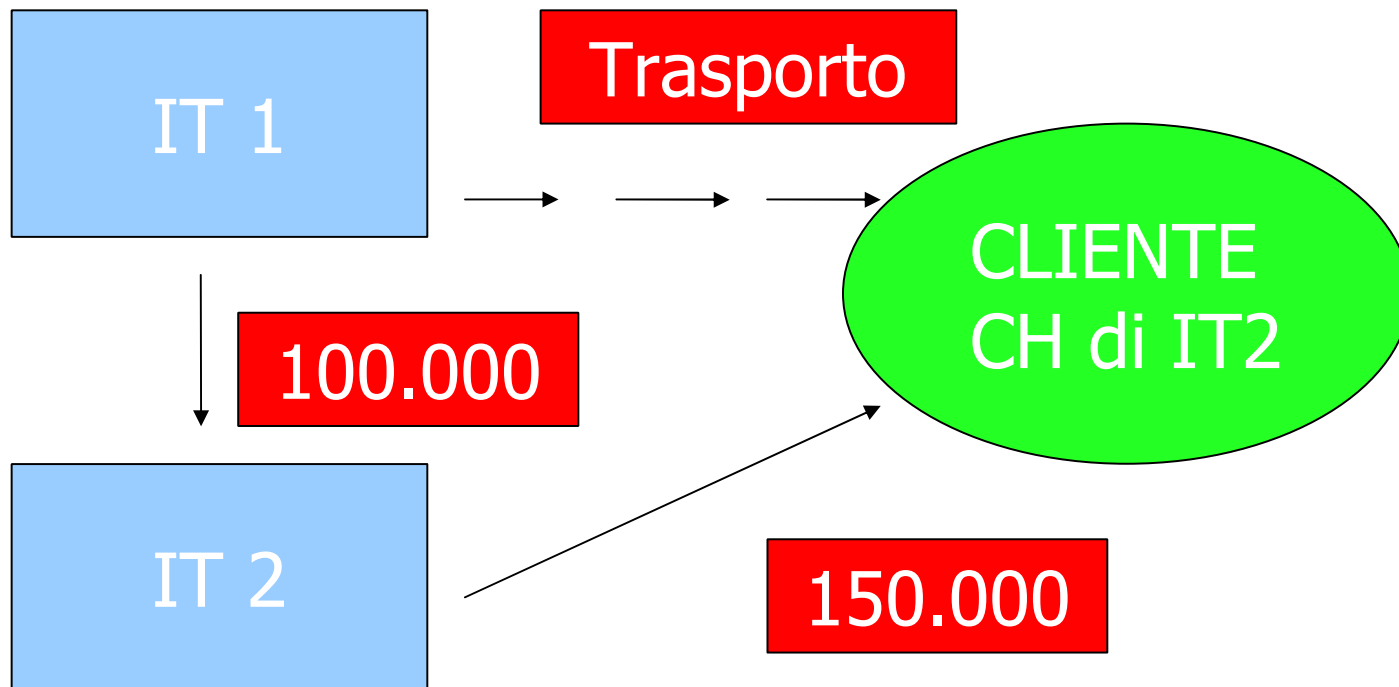 IT 1
Trasporto
CLIENTE
CH di IT2
100.000
IT 2
150.000